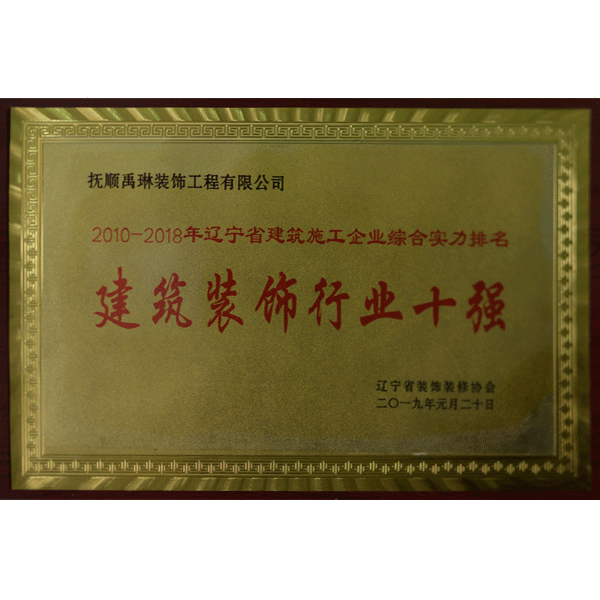 抚顺禹琳装饰工程有限公司
2010-2018年辽宁省建筑施工企业综合实力排名
建筑装饰行业十强
辽宁省装饰装修协会
二〇一九年元月二十日